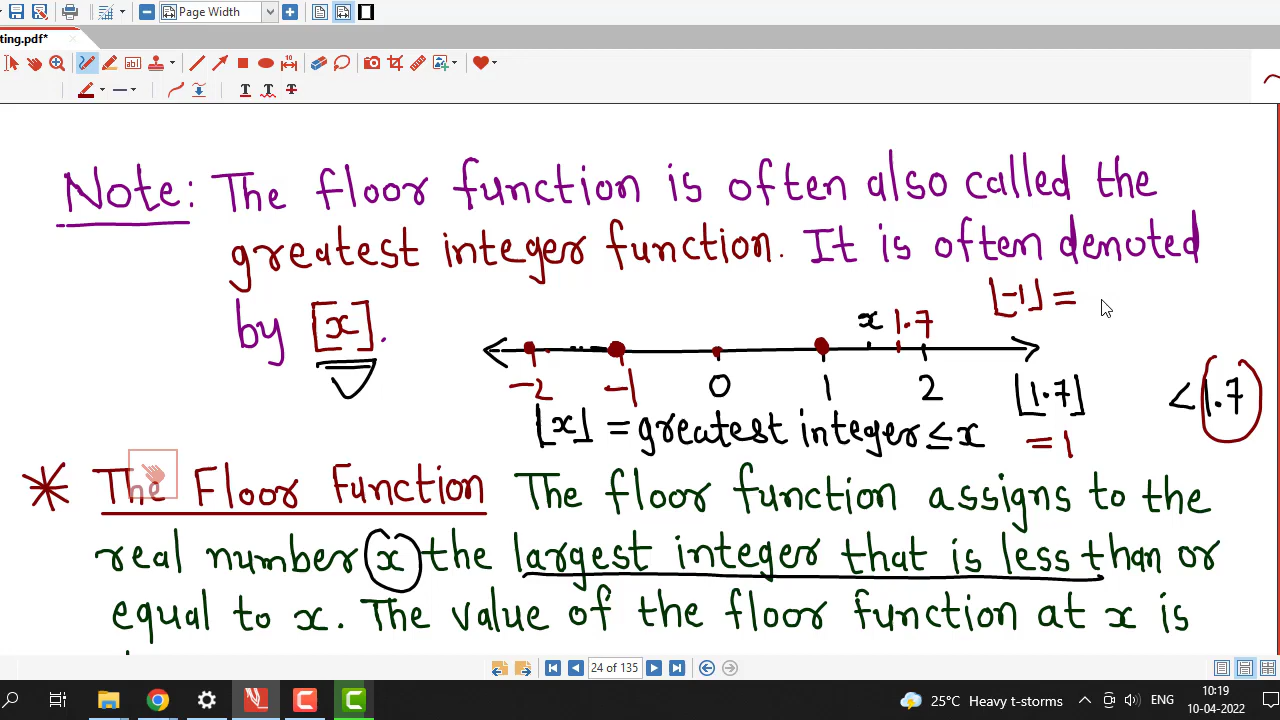 Page Width
ting.pdf*
Note: The floor function is often also called the
greatest integer function. It is often denoted
by [x].
⌊-1⌋ =
x 1.7
-2 -1 0 1 2
⌊1.7⌋ < 1.7
⌊x⌋ = greatest integer ≤ x = 1
* The Floor Function The floor function assigns to the
real number x the largest integer that is less than or
equal to x. The value of the floor function at x is
24 of 135
25°C Heavy t-storms ENG 10:19
10-04-2022